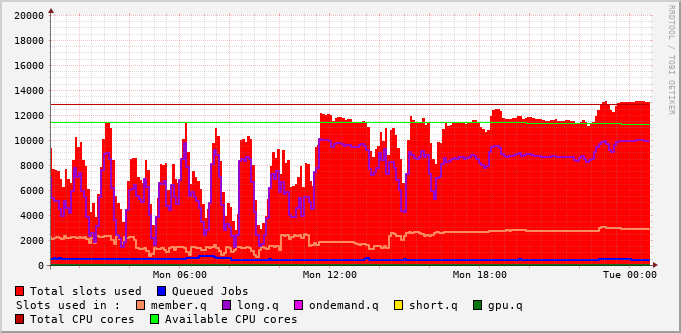 20000
18000
16000
14000
12000
10000
8000
6000
4000
2000
0
Mon 06:00 Mon 12:00 Mon 18:00 Tue 00:00
RRDTOOL / TOBI OETIKER
Total slots used Queued Jobs
Slots used in : member.q long.q ondemand.q short.q gpu.q
Total CPU cores Available CPU cores